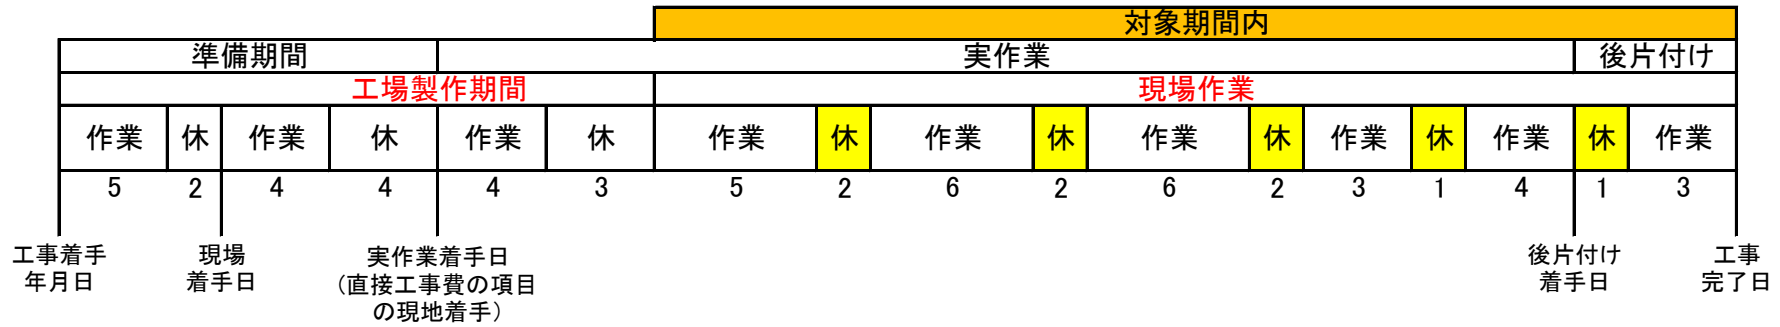 対象期間内
準備期間 実作業 後片付け
工場製作期間 現場作業
作業 休 作業 休 作業 休 作業 休 作業 休 作業 休 作業 休 作業 休 作業
5 2 4 4 4 3 5 2 6 2 6 2 3 1 4 1 3
工事着手
年月日
現場
着手日
実作業着手日
(直接工事費の項目
の現地着手)
後片付け
着手日
工事
完了日